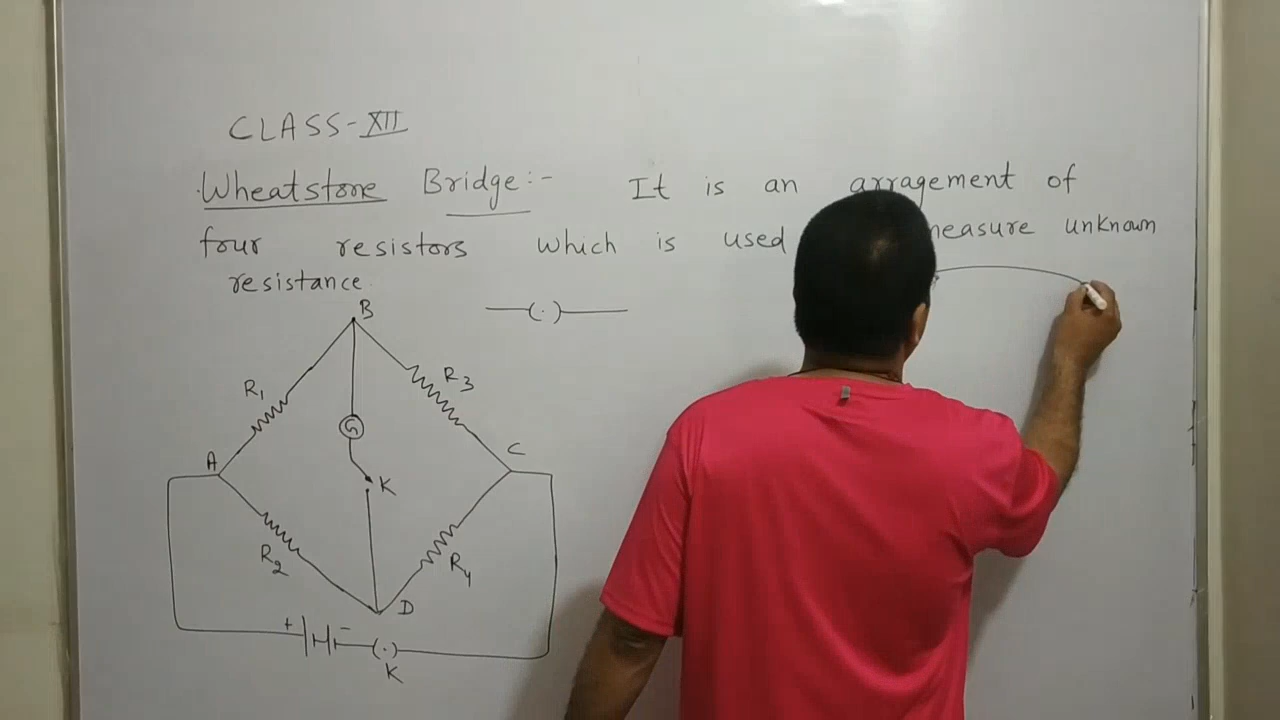 CLASS-XII
Wheatstone Bridge:- It is an arragement of
four resistors which is used measure unknown
resistance.
B
R1
R3
G
A
C
K
R2
R4
D
+ -
K